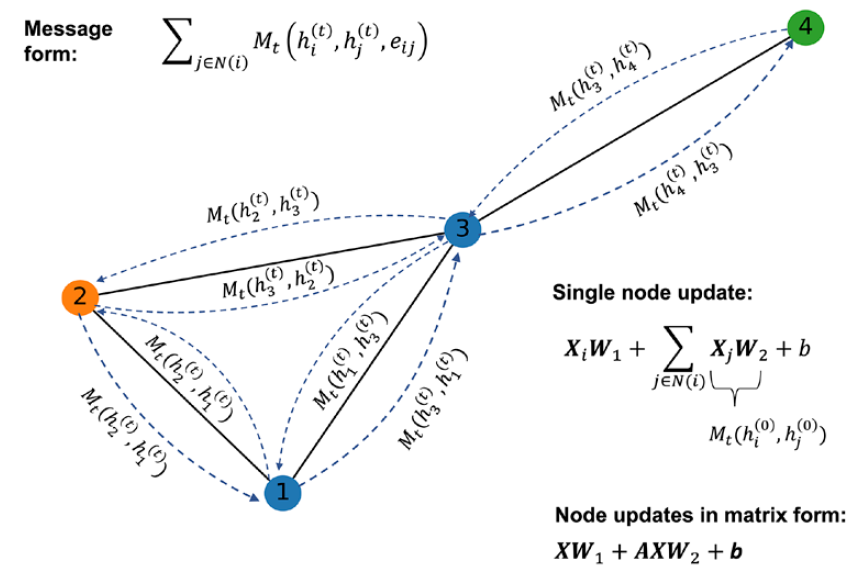 Message form: ∑_{j∈N(i)} M_t(h_i^{(t)}, h_j^{(t)}, e_{ij})
4
M_t(h_3^{(t)}, h_4^{(t)})
M_t(h_4^{(t)}, h_3^{(t)})
M_t(h_2^{(t)}, h_3^{(t)})
3
M_t(h_3^{(t)}, h_2^{(t)})
2
M_t(h_2^{(t)}, h_1^{(t)})
M_t(h_1^{(t)}, h_3^{(t)})
M_t(h_3^{(t)}, h_1^{(t)})
M_t(h_2^{(t)}, h_1^{(t)})
1
Single node update:
X_iW_1 + ∑_{j∈N(i)} X_jW_2 + b
M_t(h_i^{(0)}, h_j^{(0)})
Node updates in matrix form:
XW_1 + AXW_2 + b